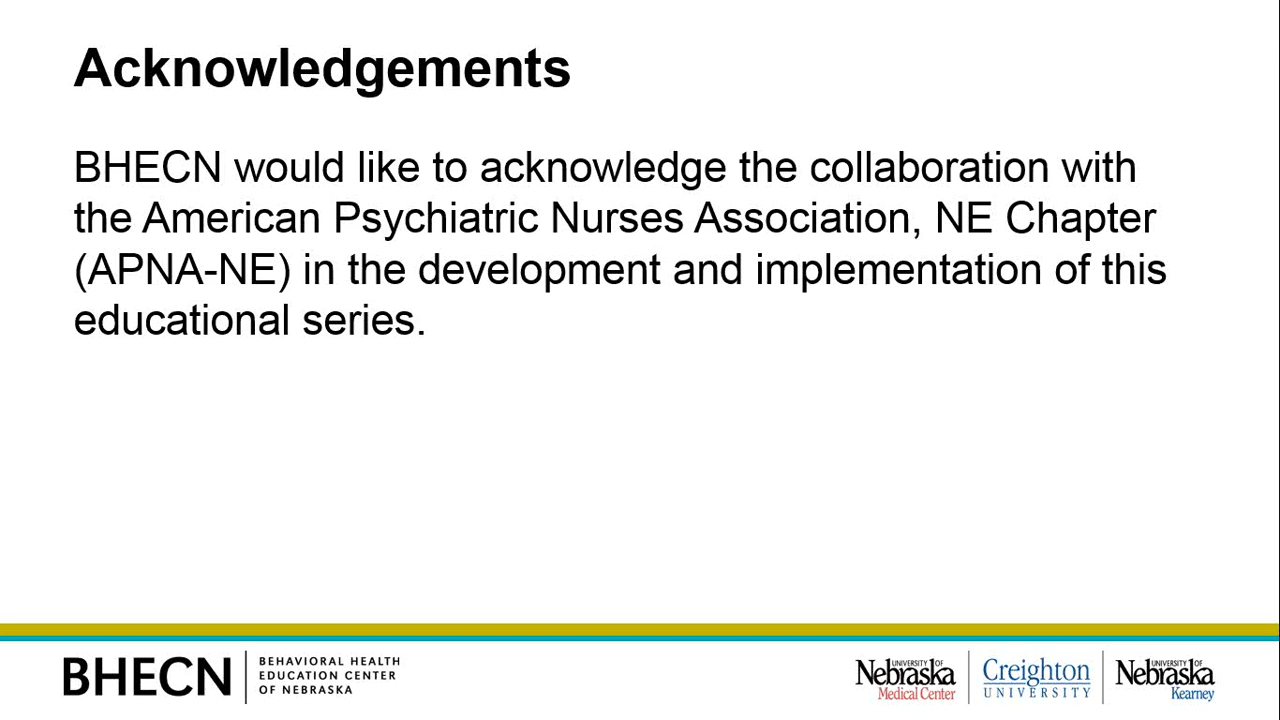 Acknowledgements
BHECN would like to acknowledge the collaboration with
the American Psychiatric Nurses Association, NE Chapter
(APNA-NE) in the development and implementation of this
educational series.
BHECN
BEHAVIORAL HEALTH
EDUCATION CENTER
OF NEBRASKA
UNIVERSITY OF
Nebraska
Medical Center
Creighton
UNIVERSITY
UNIVERSITY OF
Nebraska
Kearney